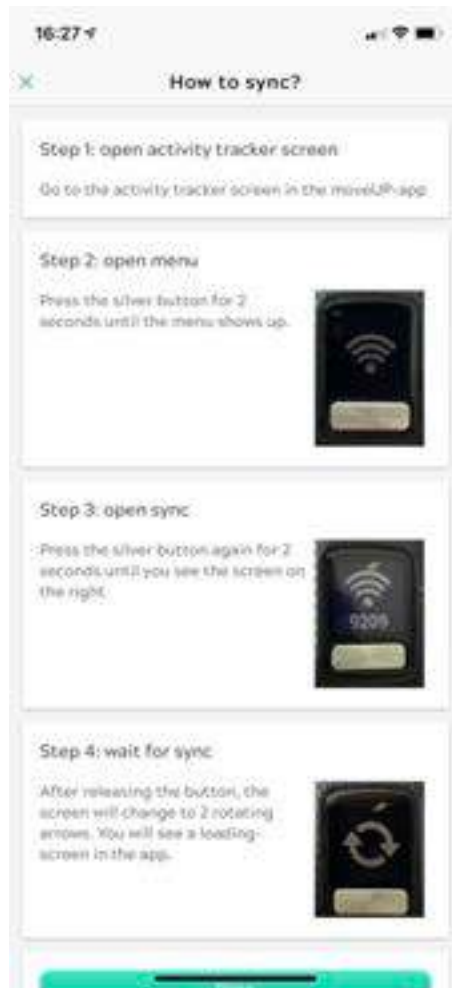 16:27
How to sync?
Step 1: open activity tracker screen
Go to the activity tracker screen in the moveUP-app
Step 2: open menu
Press the silver button for 2
seconds until the menu shows up.
Step 3: open sync
Press the silver button again for 2
seconds until you see the screen on
the right
9209
Step 4: wait for sync
After releasing the button, the
screen will change to 2 rotating
arrows. You will see a loading-
screen in the app.